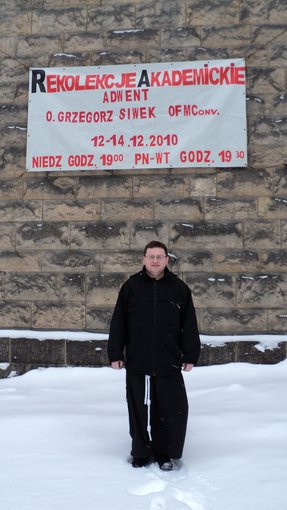 REKOLEKCJE AKADEMICKIE
ADWENT
O. GRZEGORZ SIWEK OFMCONV.
12-14.12.2010
NIEDZ GODZ. 19 00 PN-WT GODZ. 19 30